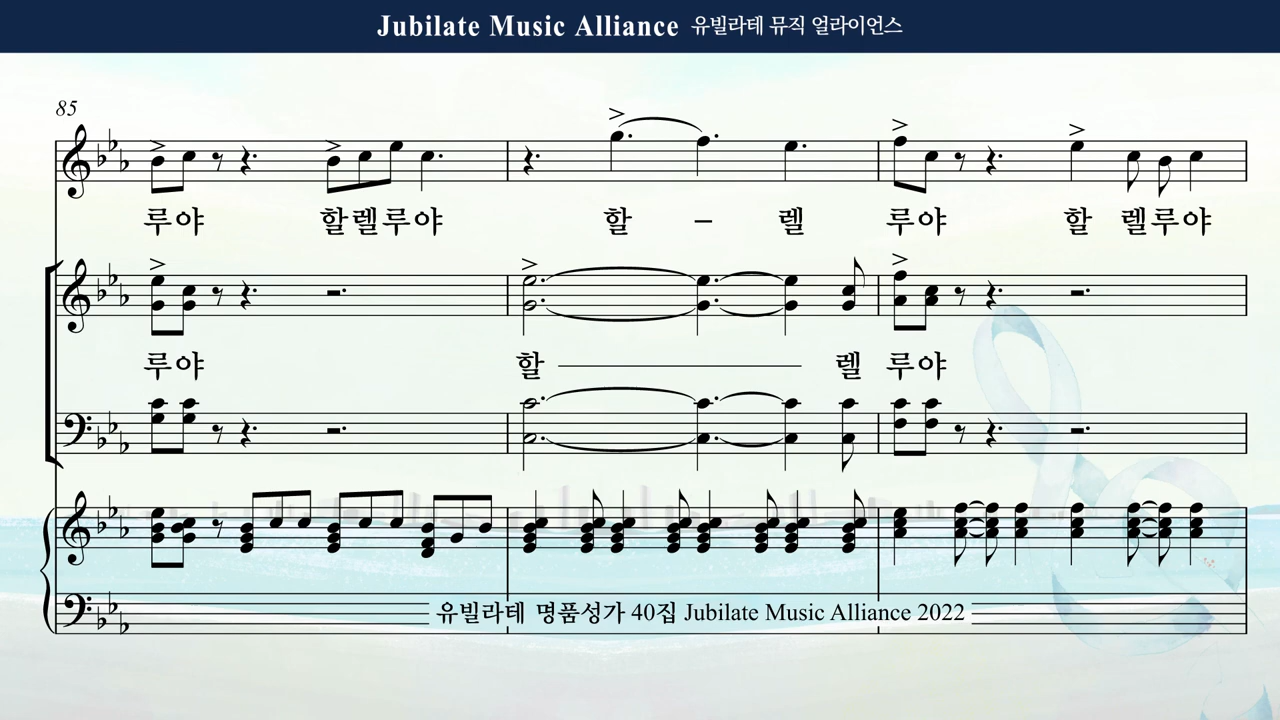 Jubilate Music Alliance 유빌라테 뮤직 얼라이언스
85
루야 할렐루야 할 – 렐 루야 할 렐루야
루야 할 렐 루야
유빌라테 명품성가 40집 Jubilate Music Alliance 2022